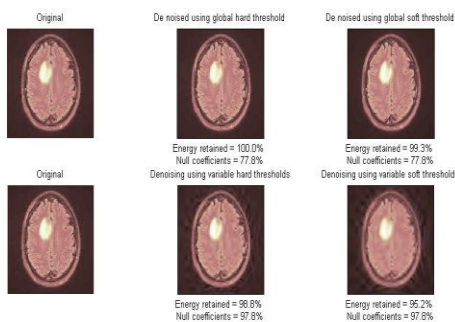 Original
De noised using global hard threshold
De noised using global soft threshold
Energy retained = 100.0%
Null coefficients = 77.8%
Energy retained = 99.3%
Null coefficients = 77.8%
Original
Denoising using variable hard thresholds
Denoising using variable soft threshold
Energy retained = 98.8%
Null coefficients = 97.8%
Energy retained = 95.2%
Null coefficients = 97.8%